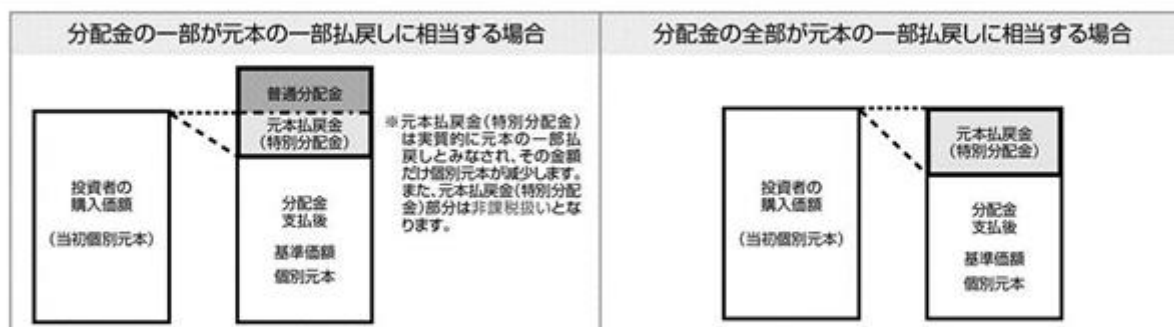 分配金の一部が元本の一部払戻しに相当する場合
普通分配金
元本払戻金
(特別分配金)
投資者の
購入価額
(当初個別元本)
分配金
支払後
基準価額
個別元本
※元本払戻金(特別分配金)
は実質的に元本の一部払
戻しとみなされ、その金額
だけ個別元本が減少します。
また、元本払戻金(特別分配
金)部分は非課税扱いとな
ります。
分配金の全部が元本の一部払戻しに相当する場合
元本払戻金
(特別分配金)
投資者の
購入価額
(当初個別元本)
分配金
支払後
基準価額
個別元本